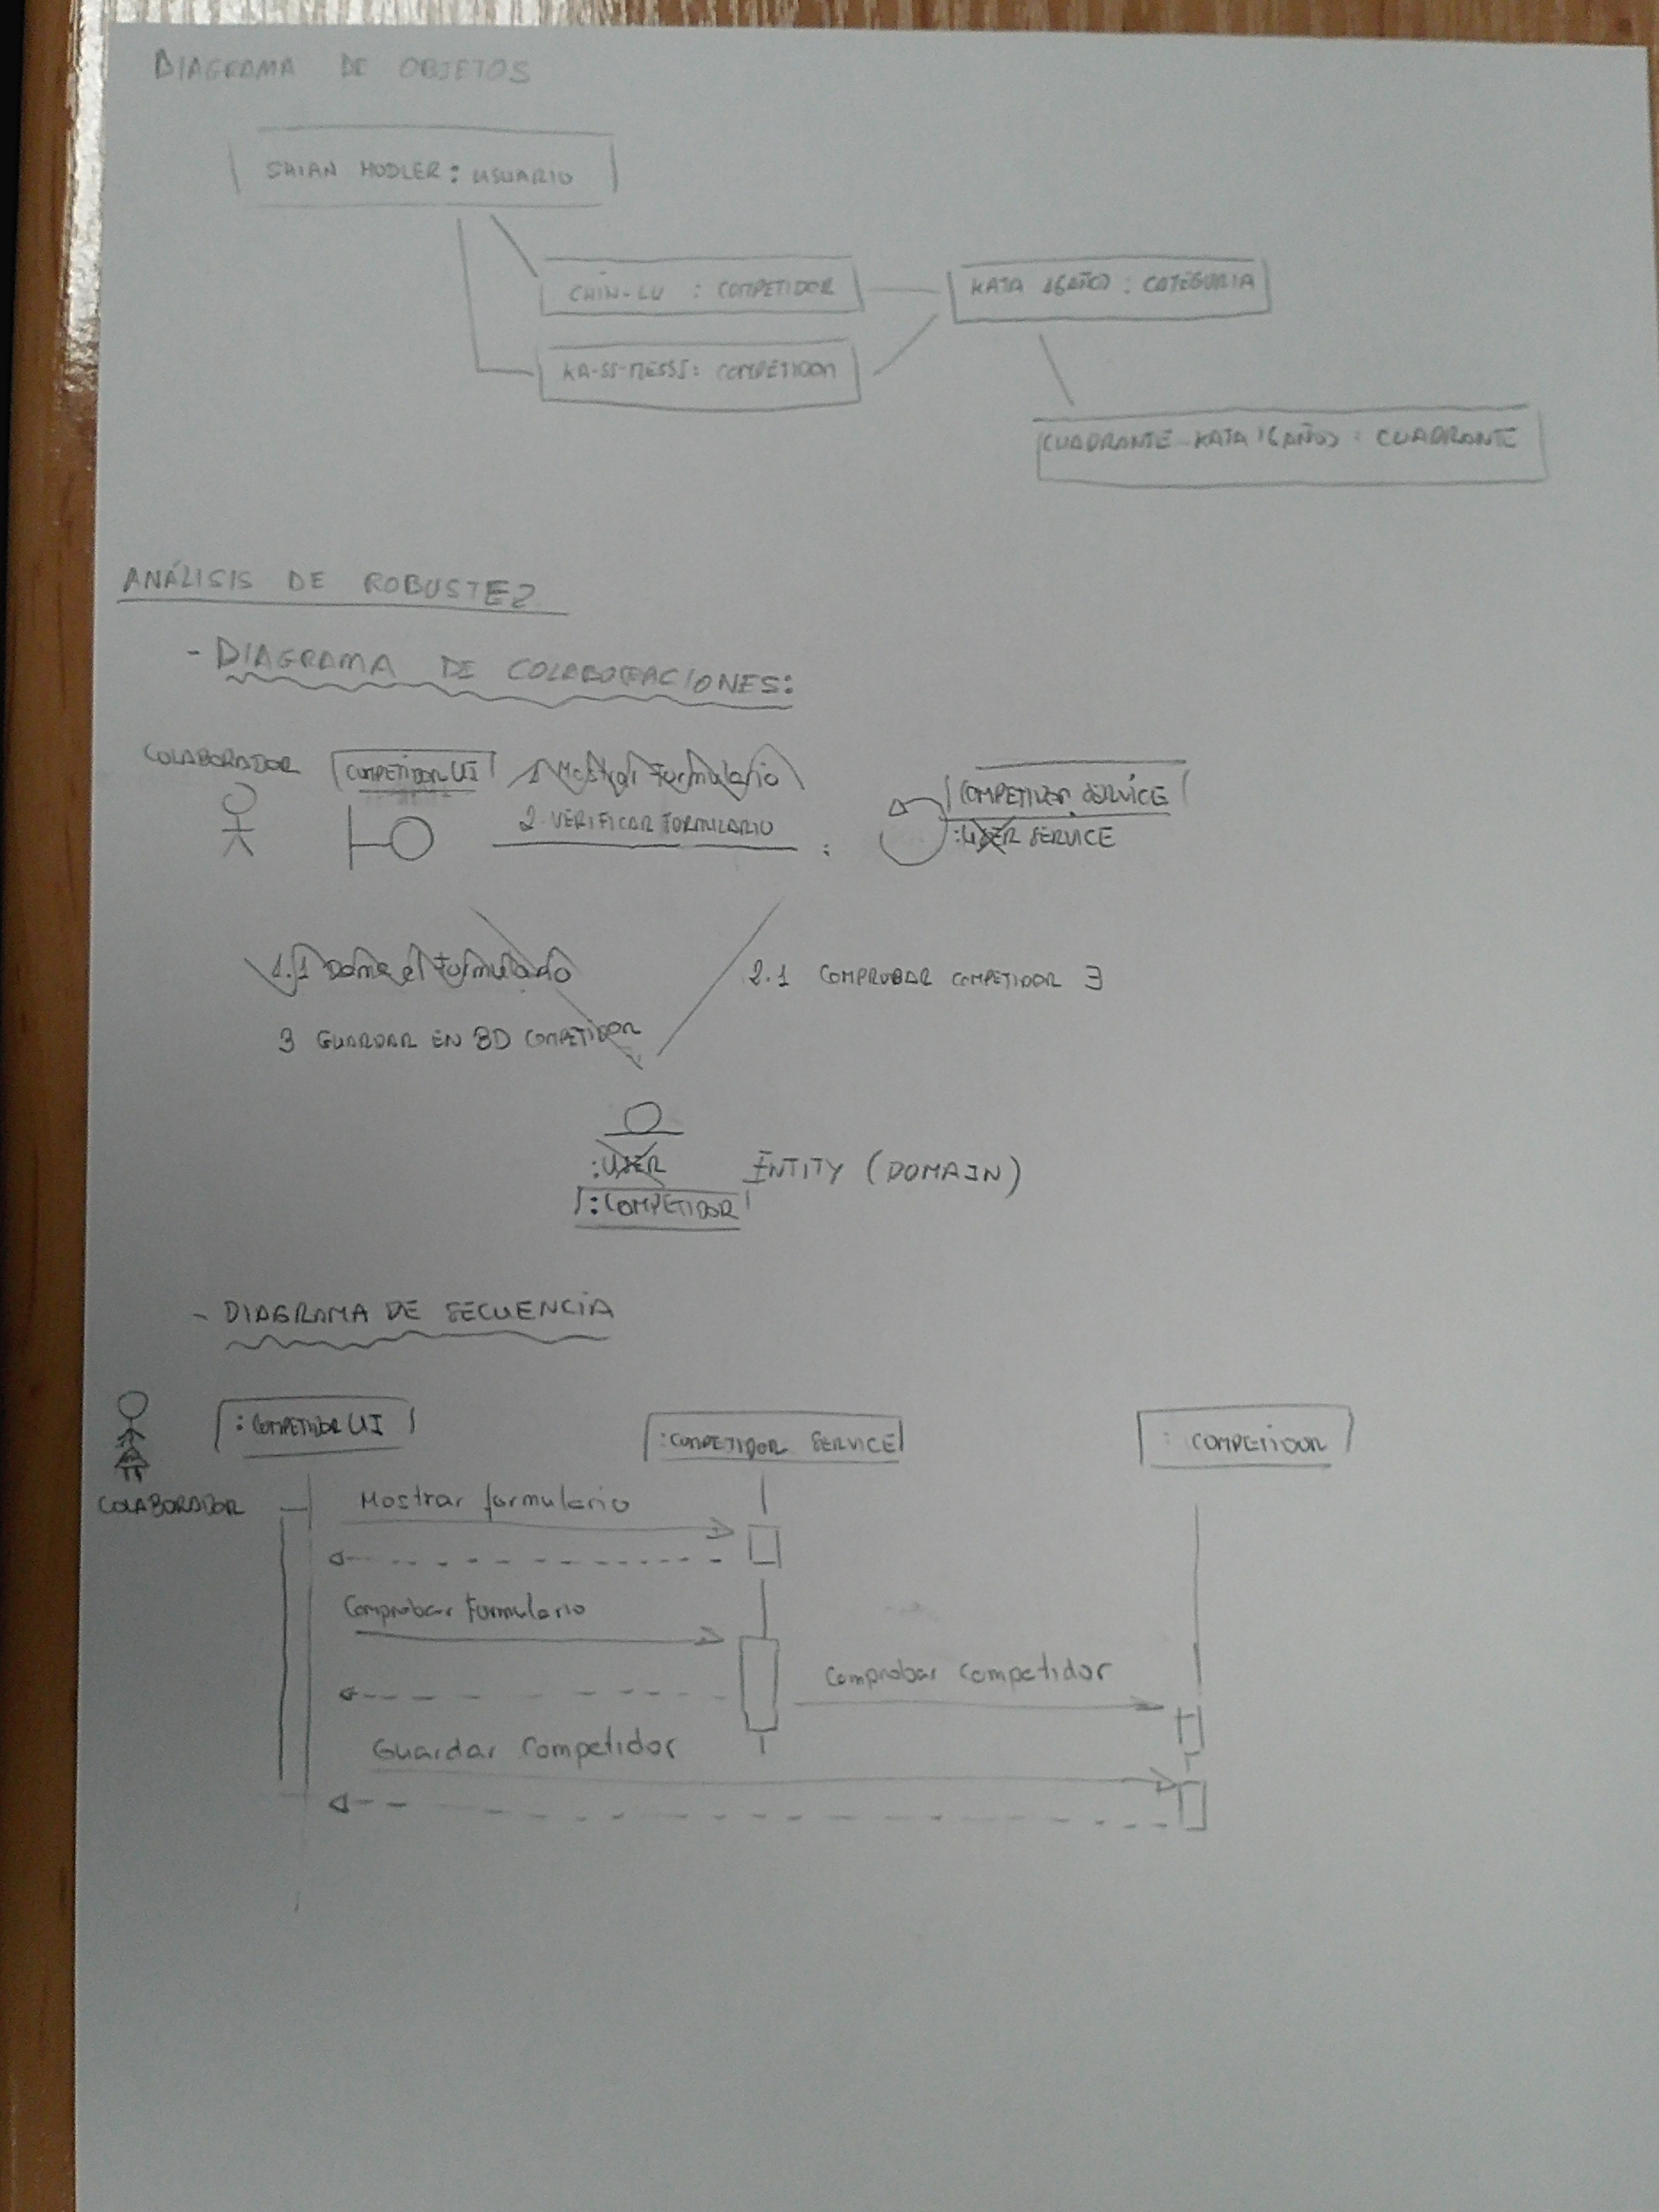 DIAGRAMA DE OBJETOS
SHIAN HODLER : USUARIO
CHIN-LU : COMPETIDOR
KATA 16AÑOS : CATEGORIA
KA-SS-MESSI : COMPETIDOR
CUADRANTE-KATA 16AÑOS : CUADRANTE
ANÁLISIS DE ROBUSTEZ
- DIAGRAMA DE COLABORACIONES:
COLABORADOR
COMPETIDOR UI
1 Mostrar Formulario
2 VERIFICAR FORMULARIO
:
COMPETIDOR SERVICE
:USER SERVICE
1.1 Dame el Formulario
2.1 COMPROBAR COMPETIDOR ∃
3 GUARDAR EN BD COMPETIDOR
:USER
ENTITY (DOMAIN)
:COMPETIDOR
- DIAGRAMA DE SECUENCIA
COLABORADOR
:COMPETIDOR UI
:COMPETIDOR SERVICE
: COMPETIDOR
Mostrar formulario
Comprobar Formulario
Comprobar Competidor
Guardar Competidor